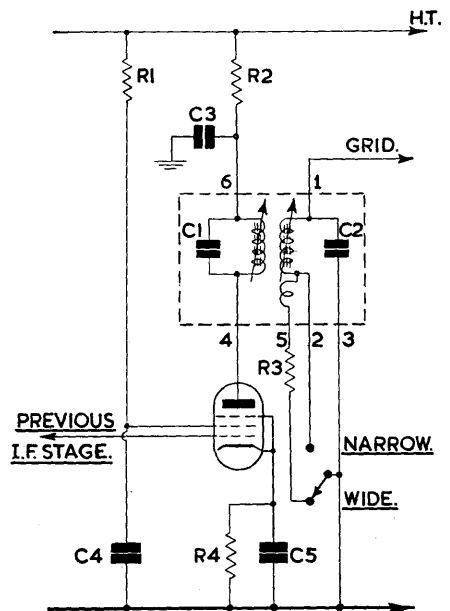 H.T.
R1
R2
C3
GRID.
6
1
C1
C2
4
5
2
3
R3
PREVIOUS
I.F. STAGE.
NARROW.
WIDE.
C4
R4
C5